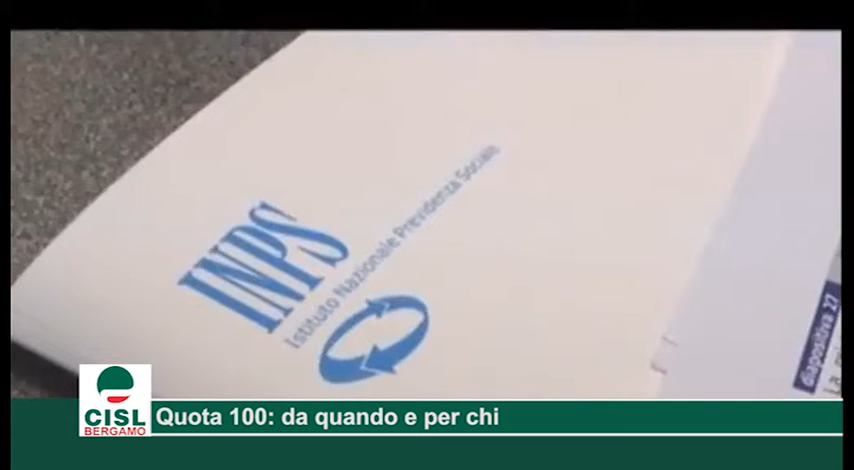 INPS
Istituto Nazionale Previdenza Sociale
diapositiva 27
CISL
BERGAMO
Quota 100: da quando e per chi